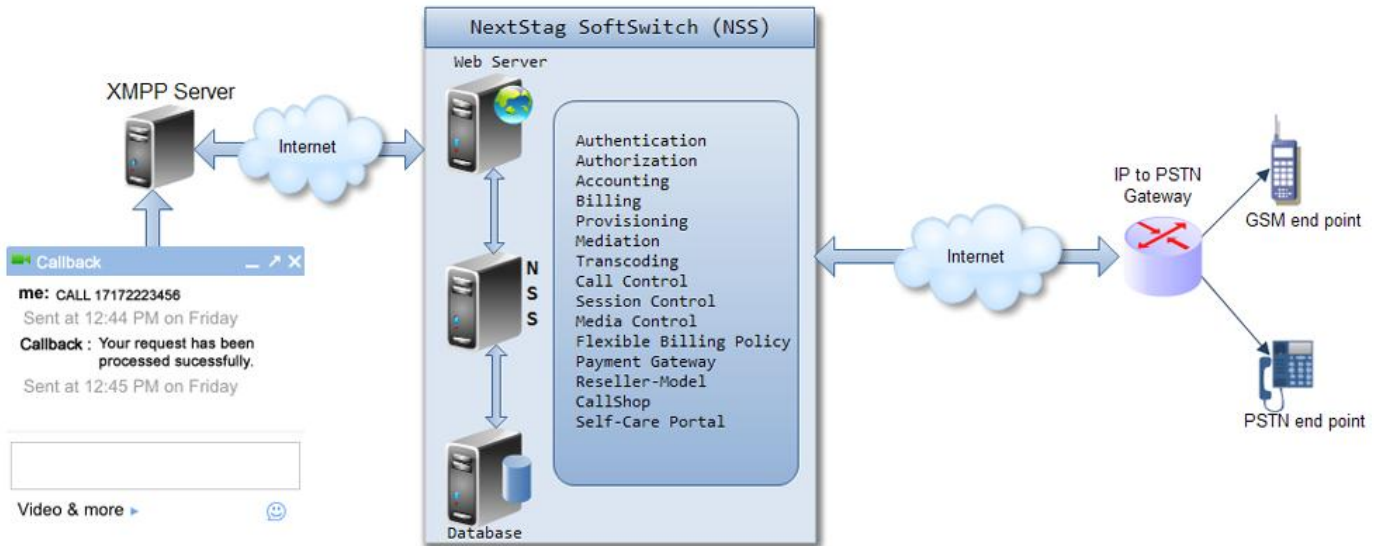 NextStag SoftSwitch (NSS)
Web Server
XMPP Server
Internet
Callback
me: CALL 17172223456
Sent at 12:44 PM on Friday
Callback : Your request has been
processed sucessfully.
Sent at 12:45 PM on Friday
Video & more
N
S
S
Database
Authentication
Authorization
Accounting
Billing
Provisioning
Mediation
Transcoding
Call Control
Session Control
Media Control
Flexible Billing Policy
Payment Gateway
Reseller-Model
CallShop
Self-Care Portal
Internet
IP to PSTN
Gateway
GSM end point
PSTN end point